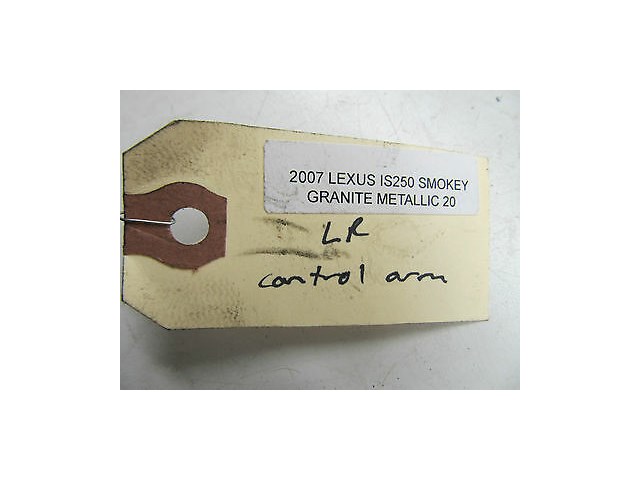 2007 LEXUS IS250 SMOKEY
GRANITE METALLIC 20
LR
control arm